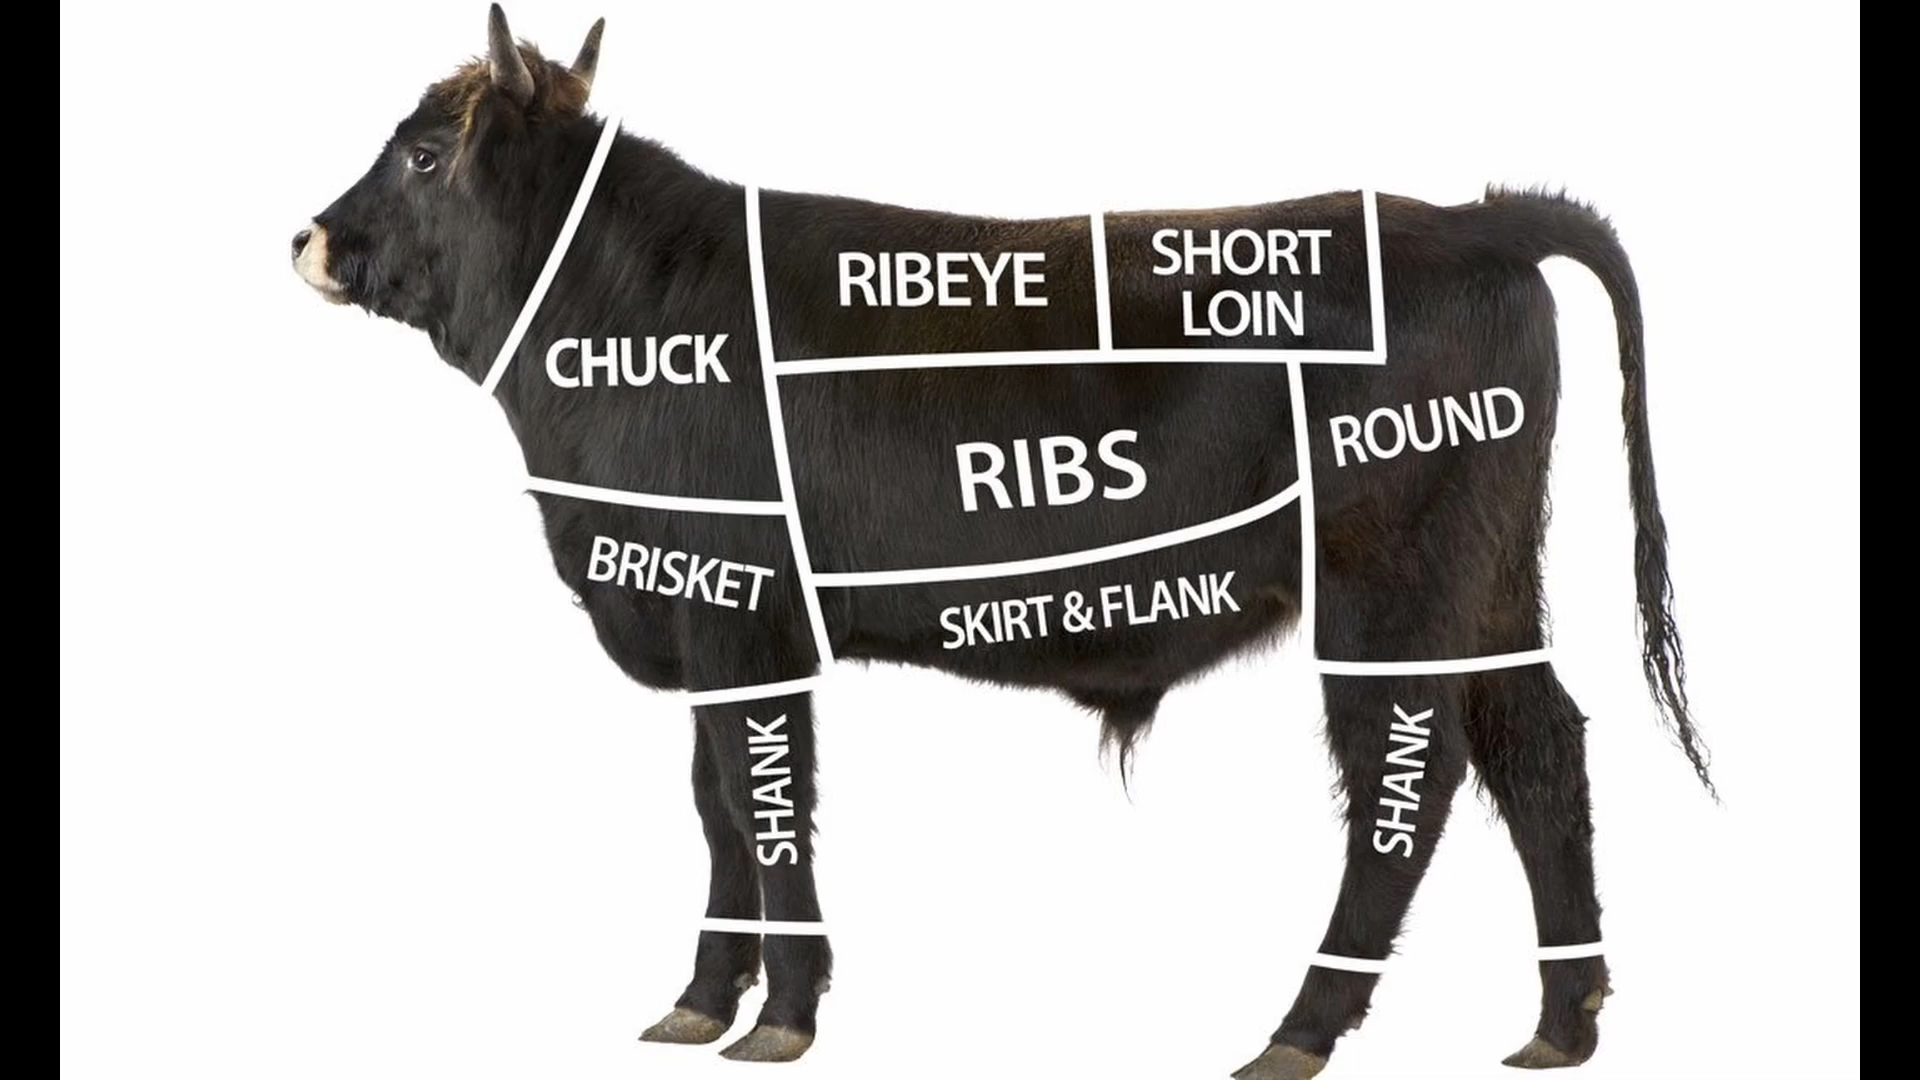 RIBEYE
SHORT
LOIN
CHUCK
ROUND
RIBS
BRISKET
SKIRT & FLANK
SHANK
SHANK